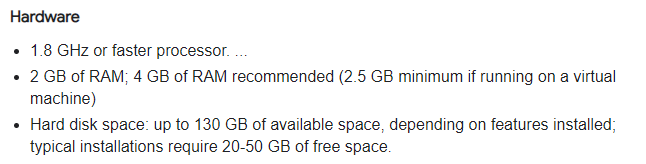 Hardware
• 1.8 GHz or faster processor. ...
• 2 GB of RAM; 4 GB of RAM recommended (2.5 GB minimum if running on a virtual
machine)
• Hard disk space: up to 130 GB of available space, depending on features installed;
typical installations require 20-50 GB of free space.